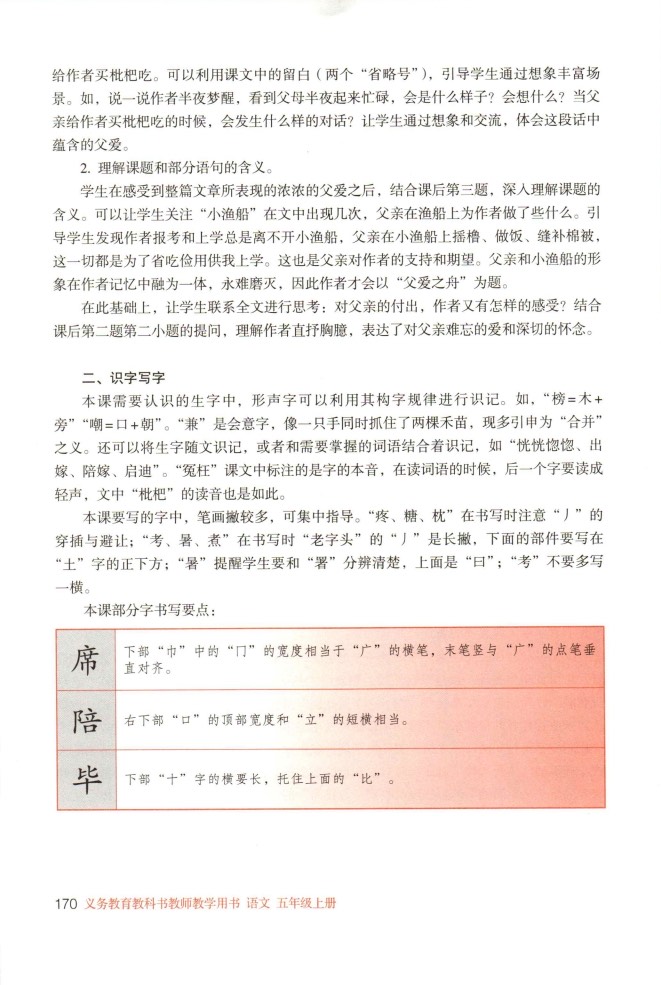 给作者买枇杷吃。可以利用课文中的留白（两个“省略号”），引导学生通过想象丰富场
景。如，说一说作者半夜梦醒，看到父母半夜起来忙碌，会是什么样子？会想什么？当父
亲给作者买枇杷吃的时候，会发生什么样的对话？让学生通过想象和交流，体会这段话中
蕴含的父爱。
2. 理解课题和部分语句的含义。
学生在感受到整篇文章所表现的浓浓的父爱之后，结合课后第三题，深入理解课题的
含义。可以让学生关注“小渔船”在文中出现几次，父亲在渔船上为作者做了些什么。引
导学生发现作者报考和上学总是离不开小渔船，父亲在小渔船上摇橹、做饭、缝补棉被，
这一切都是为了省吃俭用供我上学。这也是父亲对作者的支持和期望。父亲和小渔船的形
象在作者记忆中融为一体，永难磨灭，因此作者才会以“父爱之舟”为题。
在此基础上，让学生联系全文进行思考：对父亲的付出，作者又有怎样的感受？结合
课后第二题第二小题的提问，理解作者直抒胸臆，表达了对父亲难忘的爱和深切的怀念。
二、识字写字
本课需要认识的生字中，形声字可以利用其构字规律进行识记。如，“榜=木+
旁”“嘲=口+朝”。“兼”是会意字，像一只手同时抓住了两棵禾苗，现多引申为“合并”
之义。还可以将生字随文识记，或者和需要掌握的词语结合着识记，如“恍恍惚惚、出
嫁、陪嫁、启迪”。“冤枉”课文中标注的是字的本音，在读词语的时候，后一个字要读成
轻声，文中“枇杷”的读音也是如此。
本课要写的字中，笔画撇较多，可集中指导。“疼、糖、枕”在书写时注意“丿”的
穿插与避让；“考、暑、煮”在书写时“老字头”的“丿”是长撇，下面的部件要写在
“土”字的正下方；“暑”提醒学生要和“署”分辨清楚，上面是“曰”；“考”不要多写
一横。
本课部分字书写要点：
席 下部“巾”中的“冂”的宽度相当于“广”的横笔，末笔竖与“广”的点笔垂
直对齐。
陪 右下部“口”的顶部宽度和“立”的短横相当。
毕 下部“十”字的横要长，托住上面的“比”。
170 义务教育教科书教师教学用书 语文 五年级上册